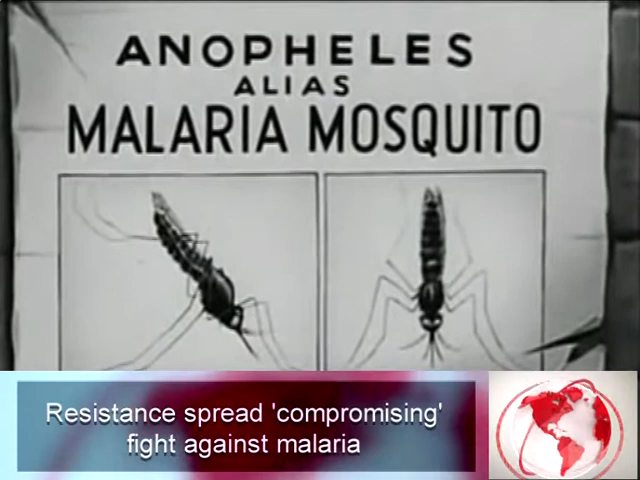 ANOPHELES
ALIAS
MALARIA MOSQUITO
Resistance spread 'compromising'
fight against malaria